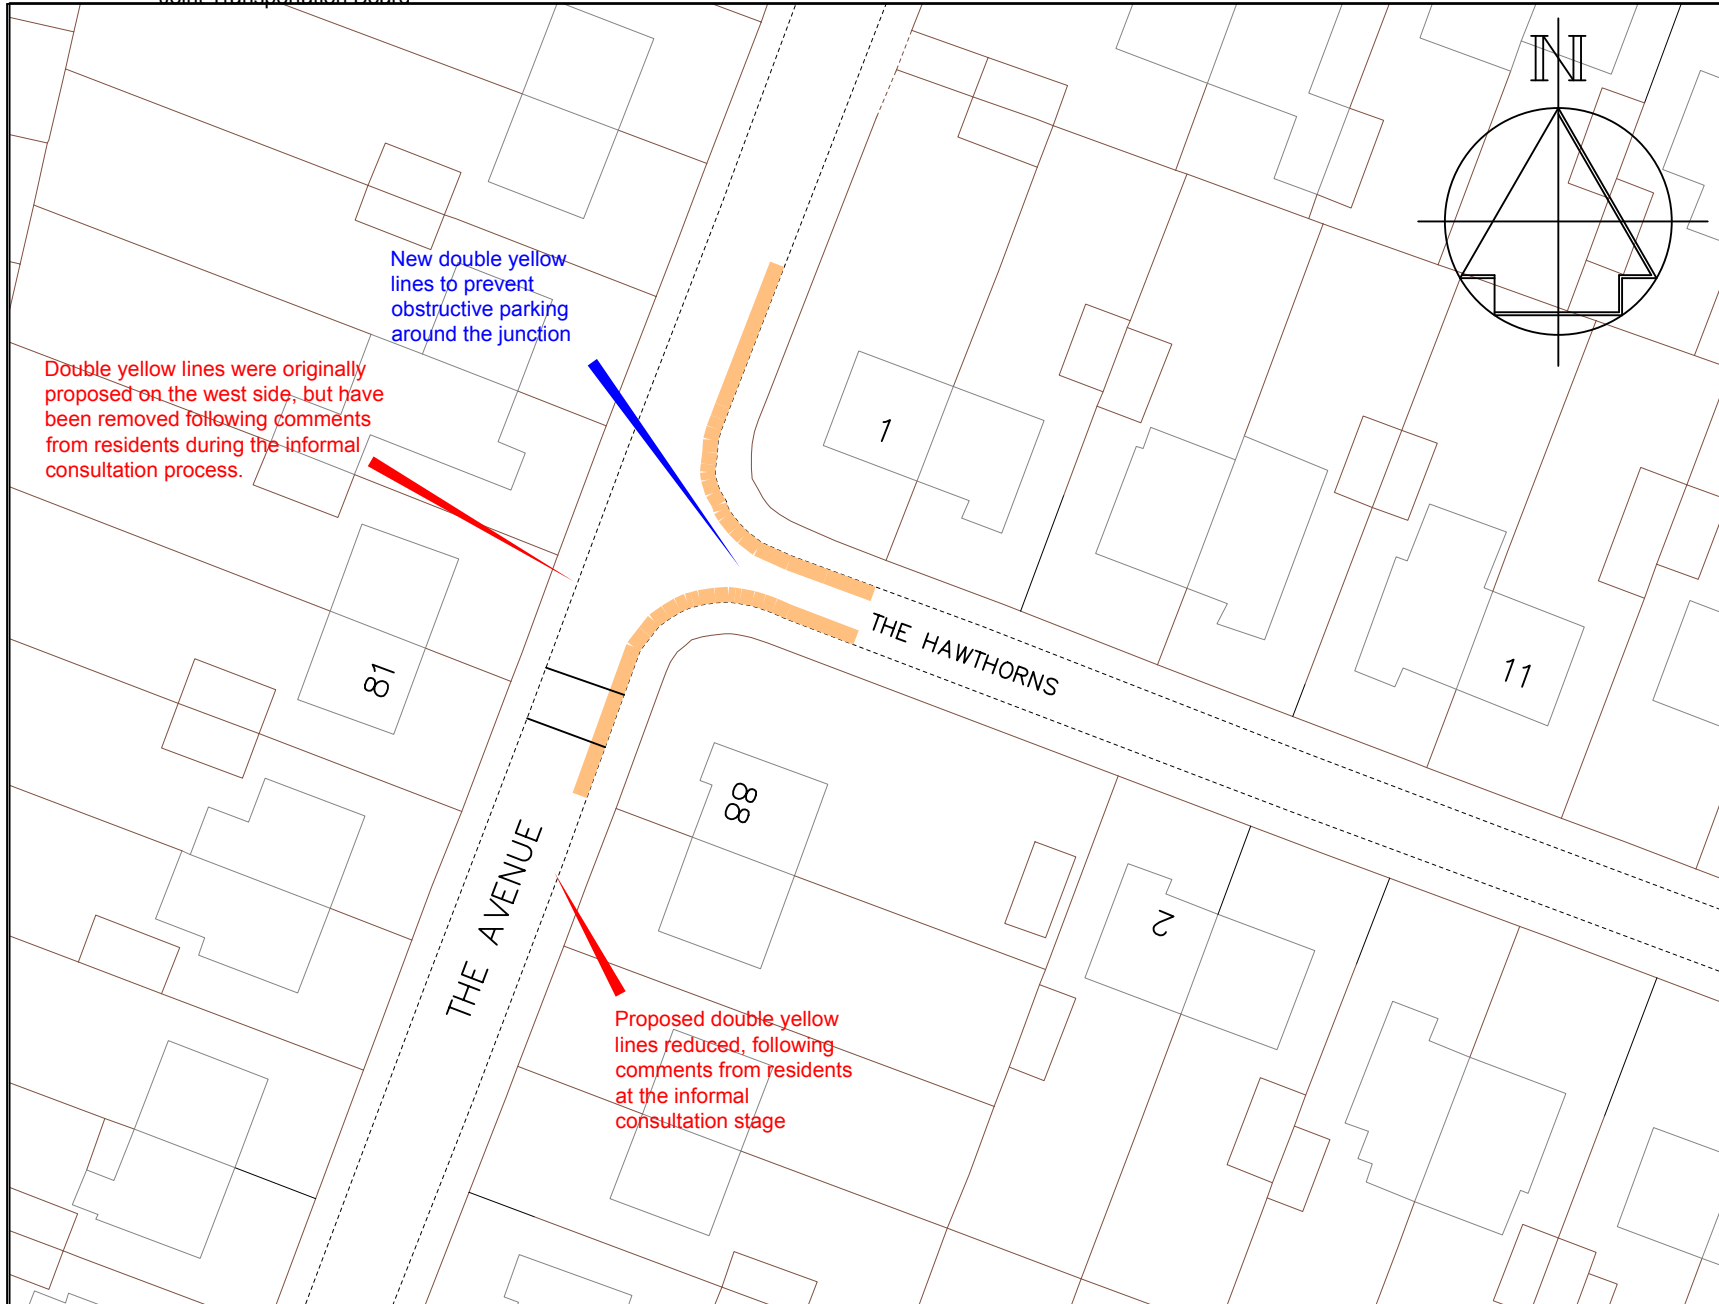 Joint Transportation Board
N
New double yellow
lines to prevent
obstructive parking
around the junction
Double yellow lines were originally
proposed on the west side, but have
been removed following comments
from residents during the informal
consultation process.
1
THE HAWTHORNS
11
81
88
2
THE AVENUE
Proposed double yellow
lines reduced, following
comments from residents
at the informal
consultation stage